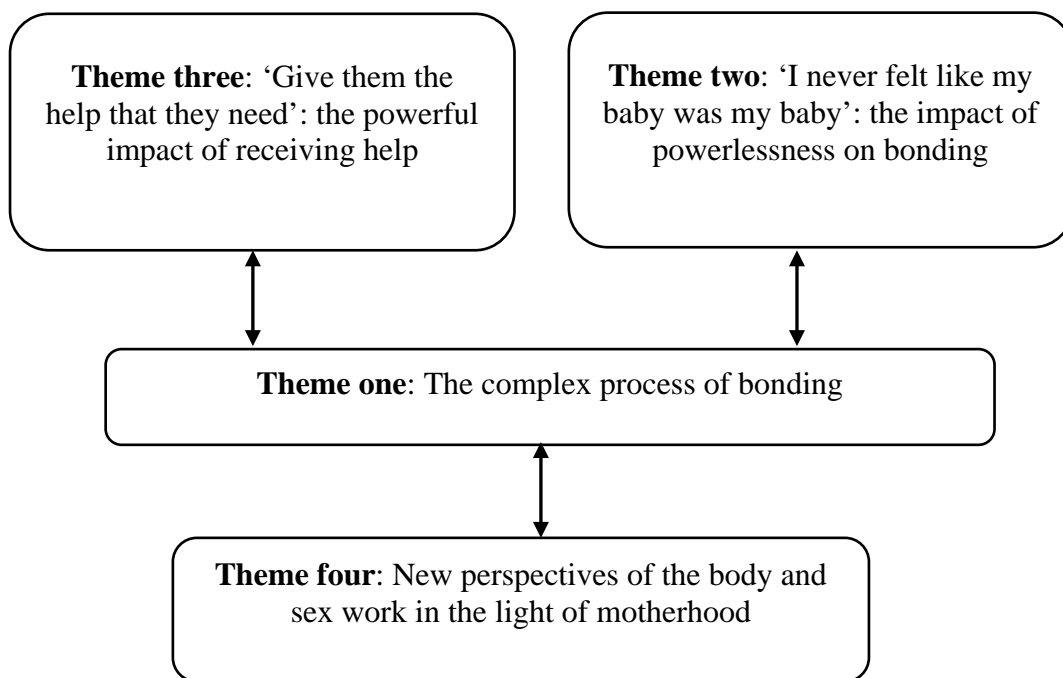 Theme three: ‘Give them the
help that they need’: the powerful
impact of receiving help
Theme two: ‘I never felt like my
baby was my baby’: the impact of
powerlessness on bonding
Theme one: The complex process of bonding
Theme four: New perspectives of the body and
sex work in the light of motherhood